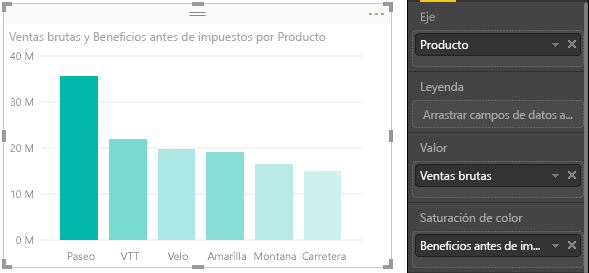 Ventas brutas y Beneficios antes de impuestos por Producto
40 M
30 M
20 M
10 M
0 M
Paseo VTT Velo Amarilla Montana Carretera
Eje
Producto
Leyenda
Arrastrar campos de datos a...
Valor
Ventas brutas
Saturación de color
Beneficios antes de im...